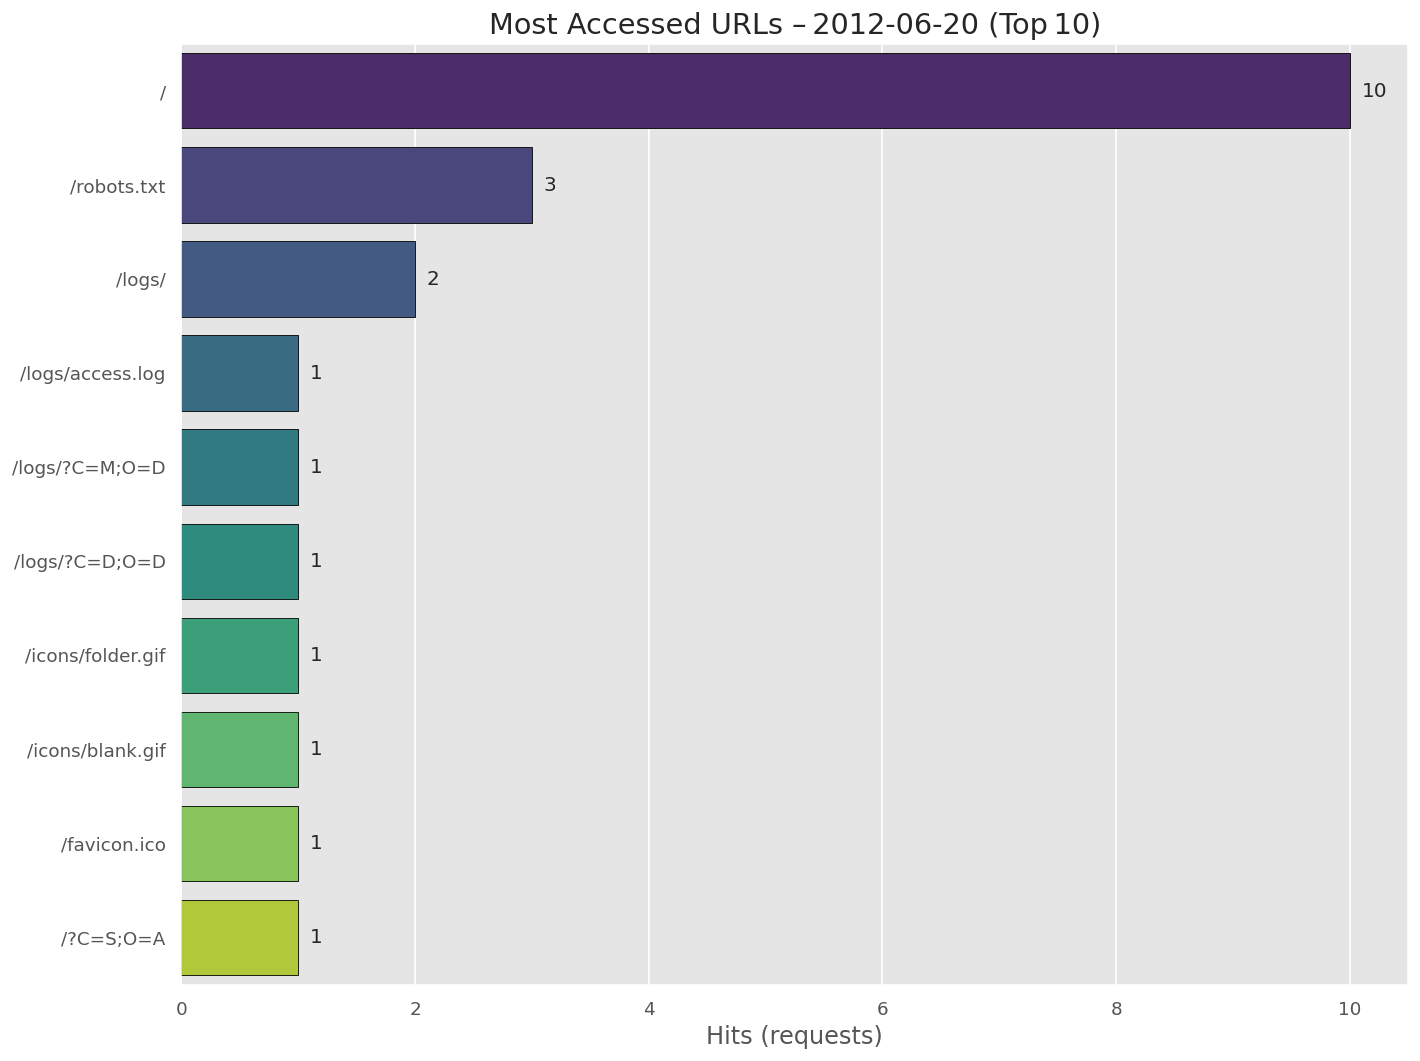 Most Accessed URLs – 2012-06-20 (Top 10)
/ 10
/robots.txt 3
/logs/ 2
/logs/access.log 1
/logs/?C=M;O=D 1
/logs/?C=D;O=D 1
/icons/folder.gif 1
/icons/blank.gif 1
/favicon.ico 1
/?C=S;O=A 1
0 2 4 6 8 10
Hits (requests)